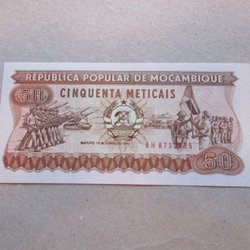 REPÚBLICA POPULAR DE MOÇAMBIQUE
50
CINQUENTA METICAIS
50